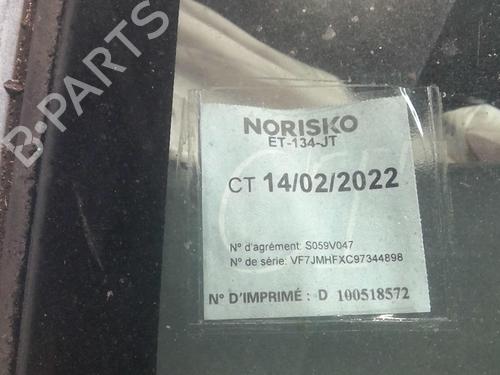 B-PARTS
NORISKO
ET-134-JT
CT 14/02/2022
N° d'agrément: S059V047
N° de série: VF7JMHFXC97344898
N° D'IMPRIMÉ : D 100518572